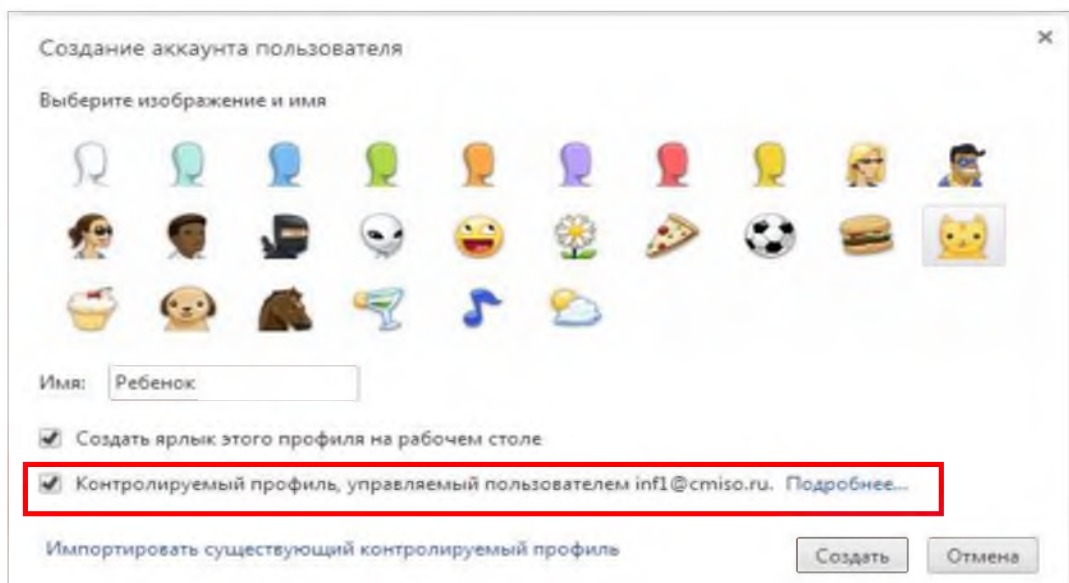 Создание аккаунта пользователя
Выберите изображение и имя
Имя: Ребенок
Создать ярлык этого профиля на рабочем столе
Контролируемый профиль, управляемый пользователем inf1@cmiso.ru. Подробнее...
Импортировать существующий контролируемый профиль Создать Отмена